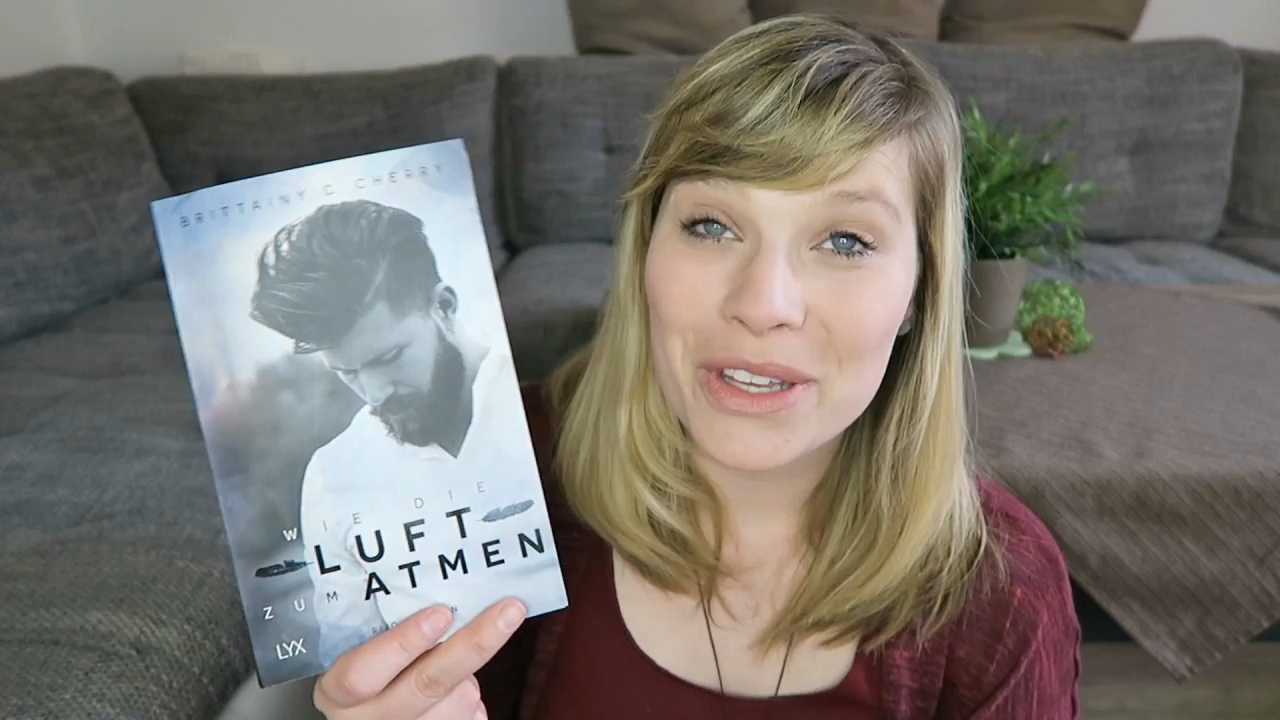 BRITTAINY C. CHERRY
WIE DIE
LUFT
ZUM ATMEN
LYX